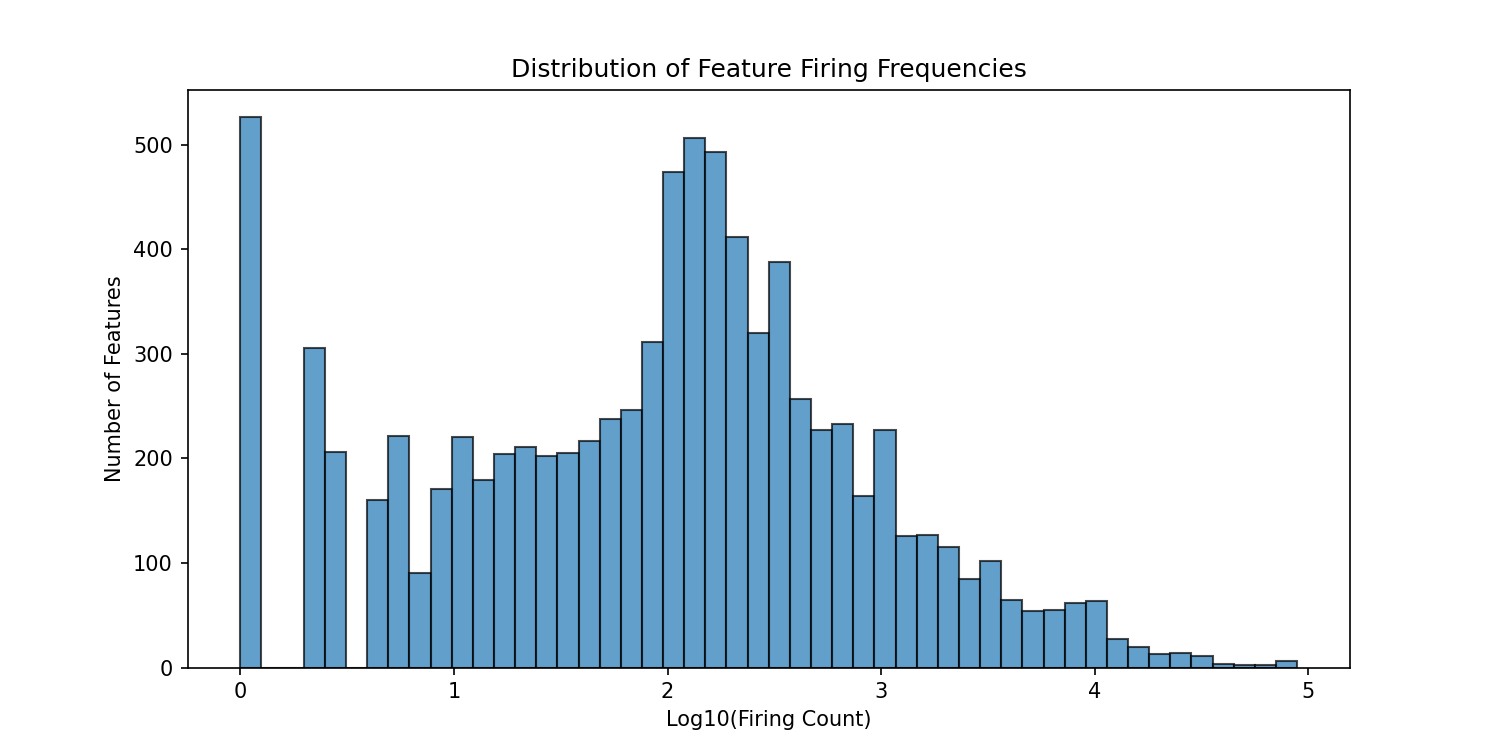 Distribution of Feature Firing Frequencies
Number of Features
500
400
300
200
100
0
0 1 2 3 4 5
Log10(Firing Count)